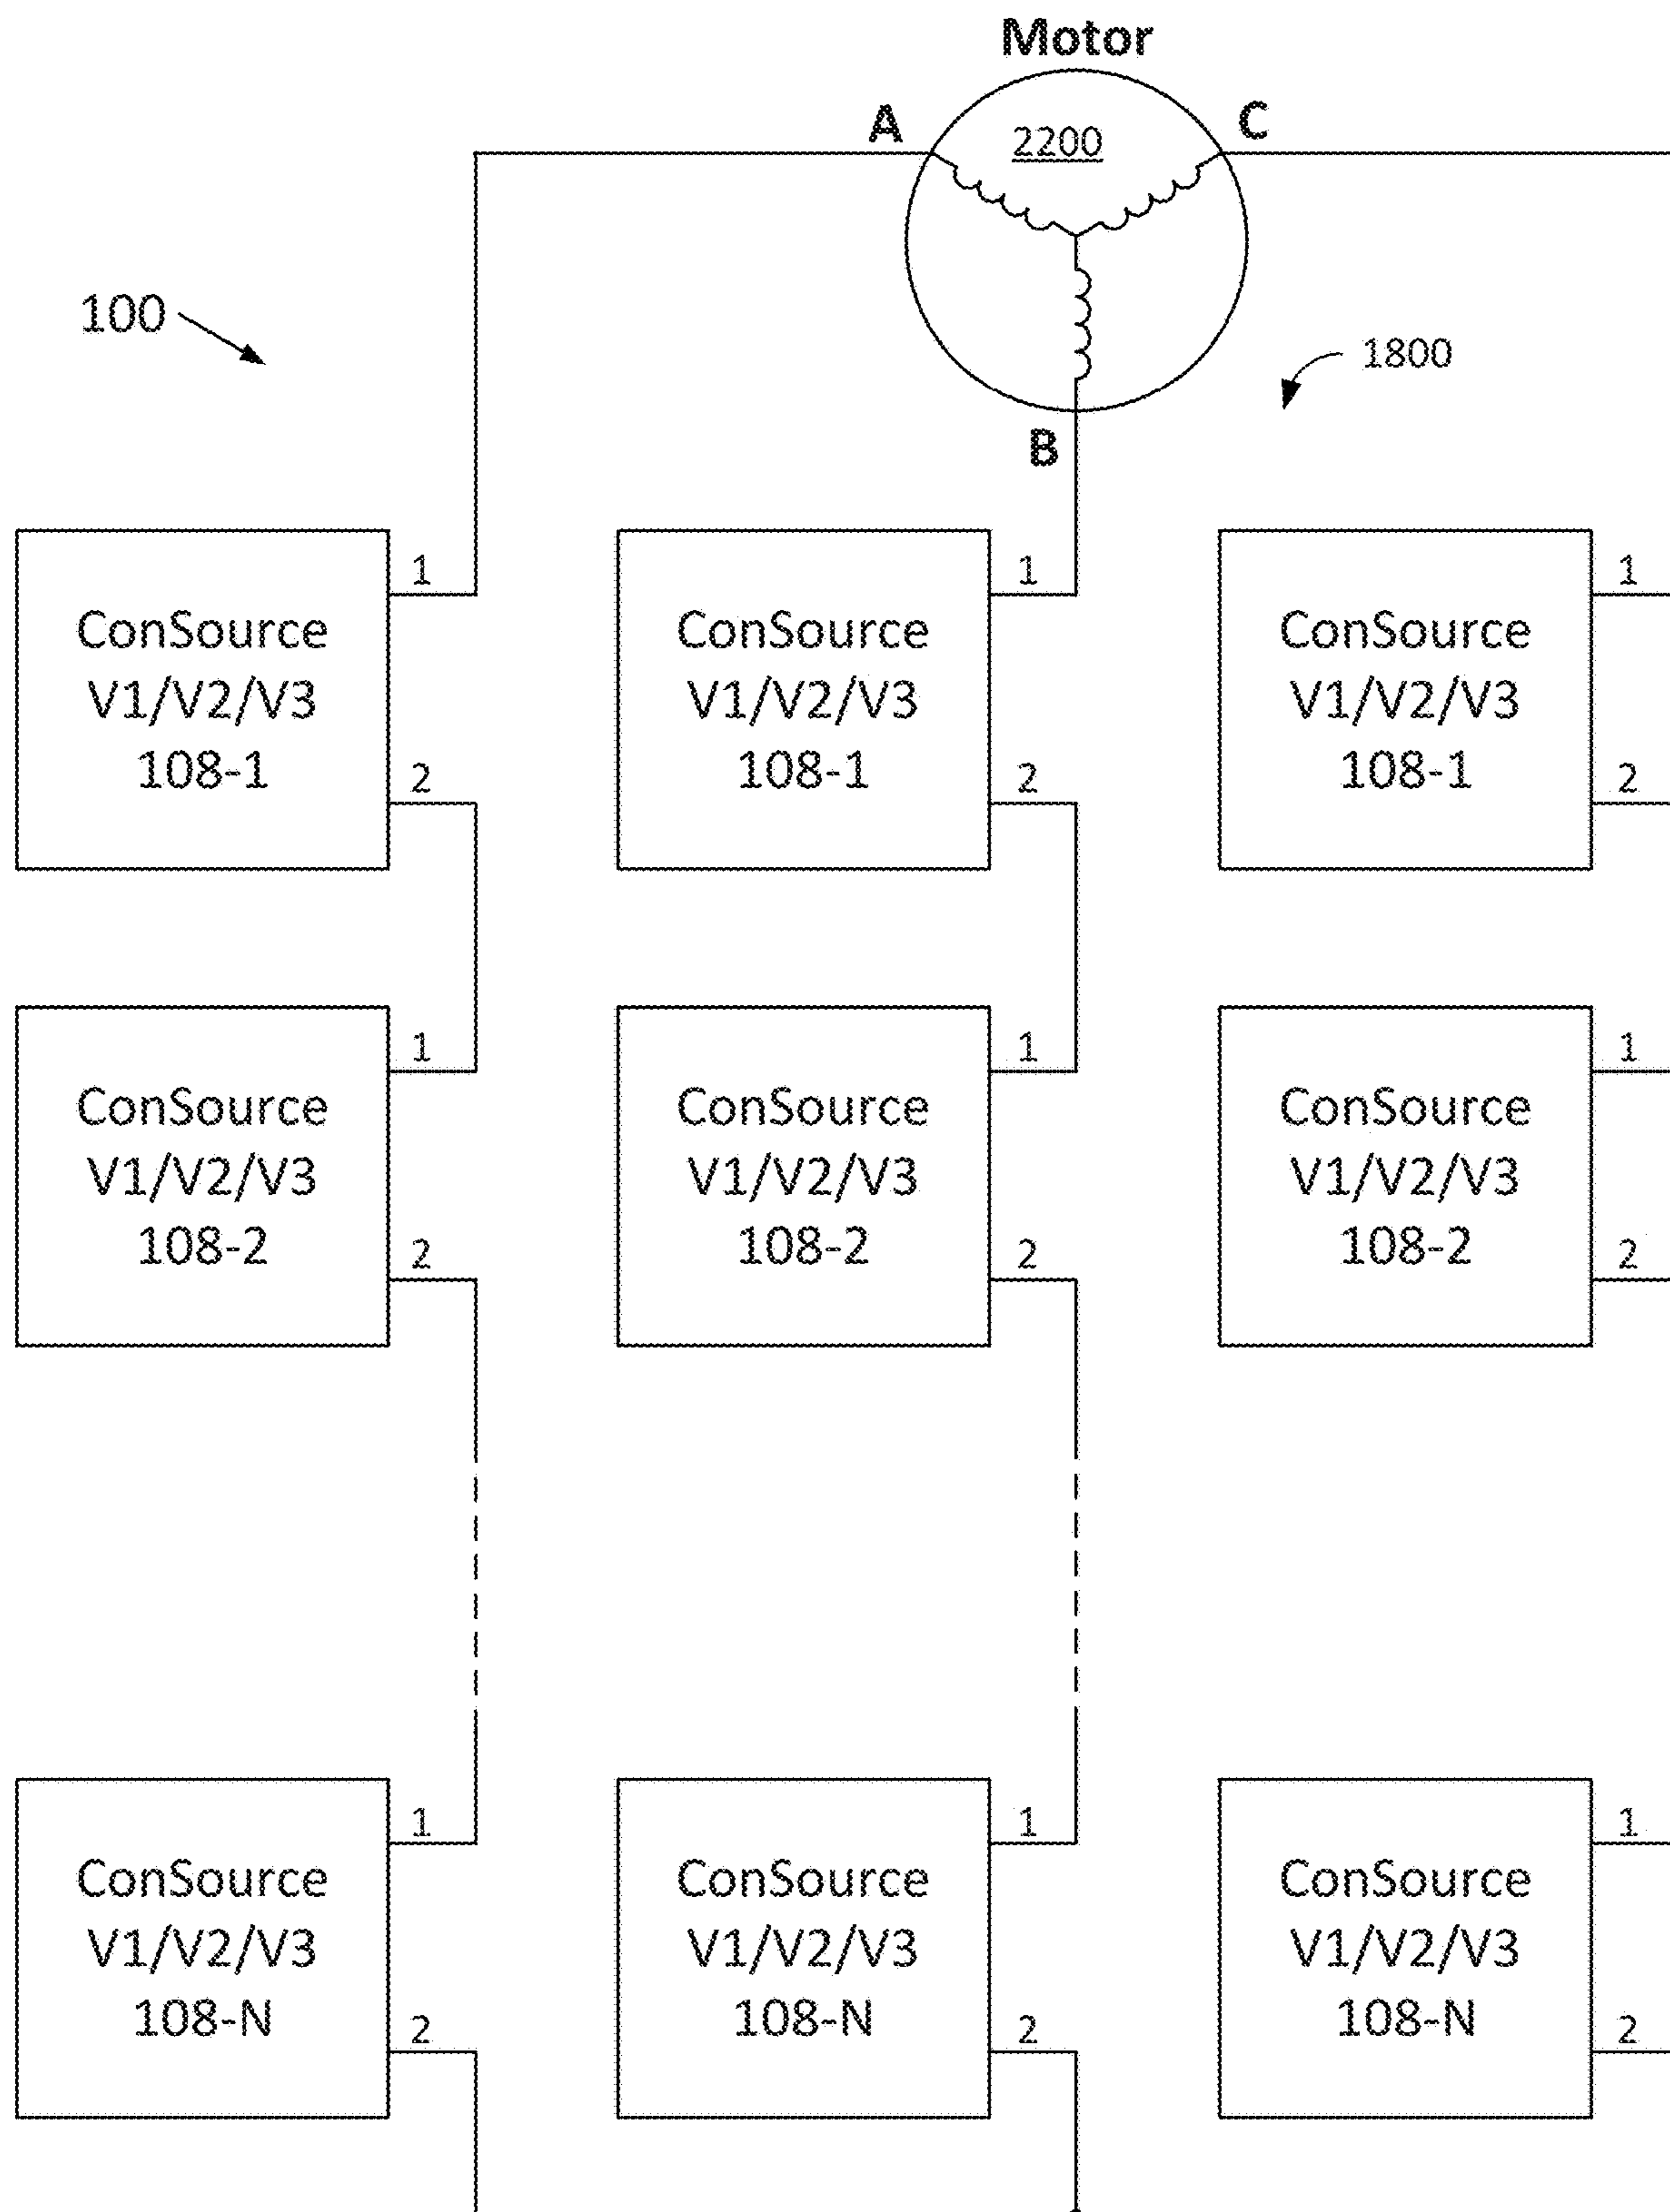 Motor
A
2200
C
100
1800
B
1
1
1
ConSource
V1/V2/V3
108-1
ConSource
V1/V2/V3
108-1
ConSource
V1/V2/V3
108-1
2
2
2
1
1
1
ConSource
V1/V2/V3
108-2
ConSource
V1/V2/V3
108-2
ConSource
V1/V2/V3
108-2
2
2
2
1
1
1
ConSource
V1/V2/V3
108-N
ConSource
V1/V2/V3
108-N
ConSource
V1/V2/V3
108-N
2
2
2